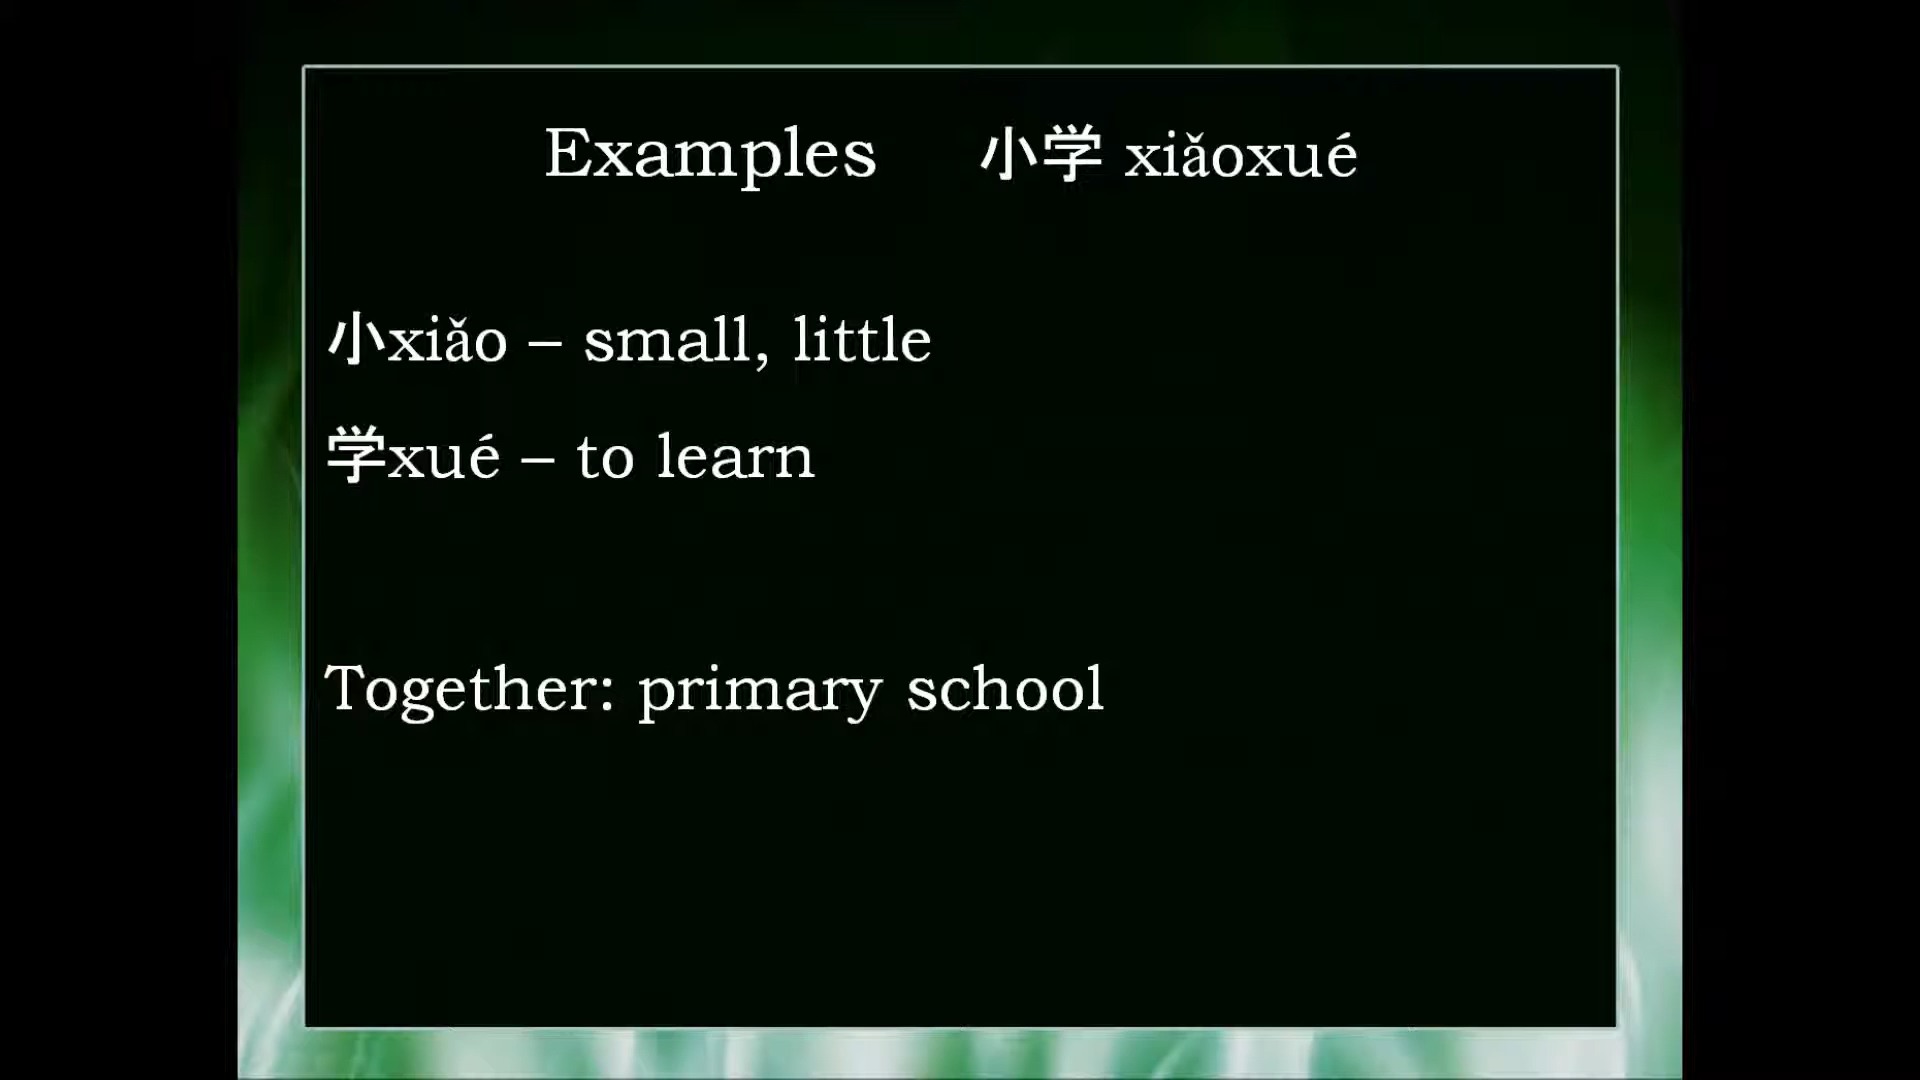 Examples 小学 xiǎoxué
小xiǎo – small, little
学xué – to learn
Together: primary school